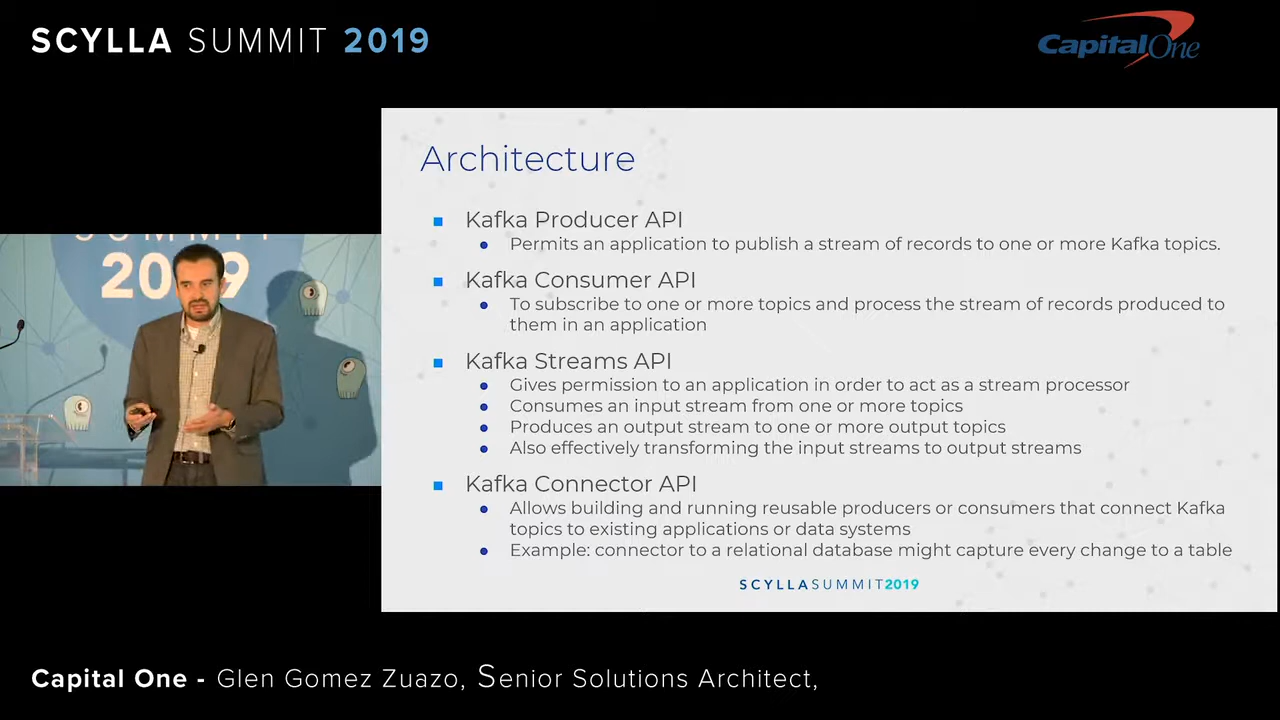 SCYLLA SUMMIT 2019
CapitalOne
Architecture
Kafka Producer API
Permits an application to publish a stream of records to one or more Kafka topics.
Kafka Consumer API
To subscribe to one or more topics and process the stream of records produced to
them in an application
Kafka Streams API
Gives permission to an application in order to act as a stream processor
Consumes an input stream from one or more topics
Produces an output stream to one or more output topics
Also effectively transforming the input streams to output streams
Kafka Connector API
Allows building and running reusable producers or consumers that connect Kafka
topics to existing applications or data systems
Example: connector to a relational database might capture every change to a table
SCYLLASUMMIT2019
SUMMIT
2019
Capital One - Glen Gomez Zuazo, Senior Solutions Architect,